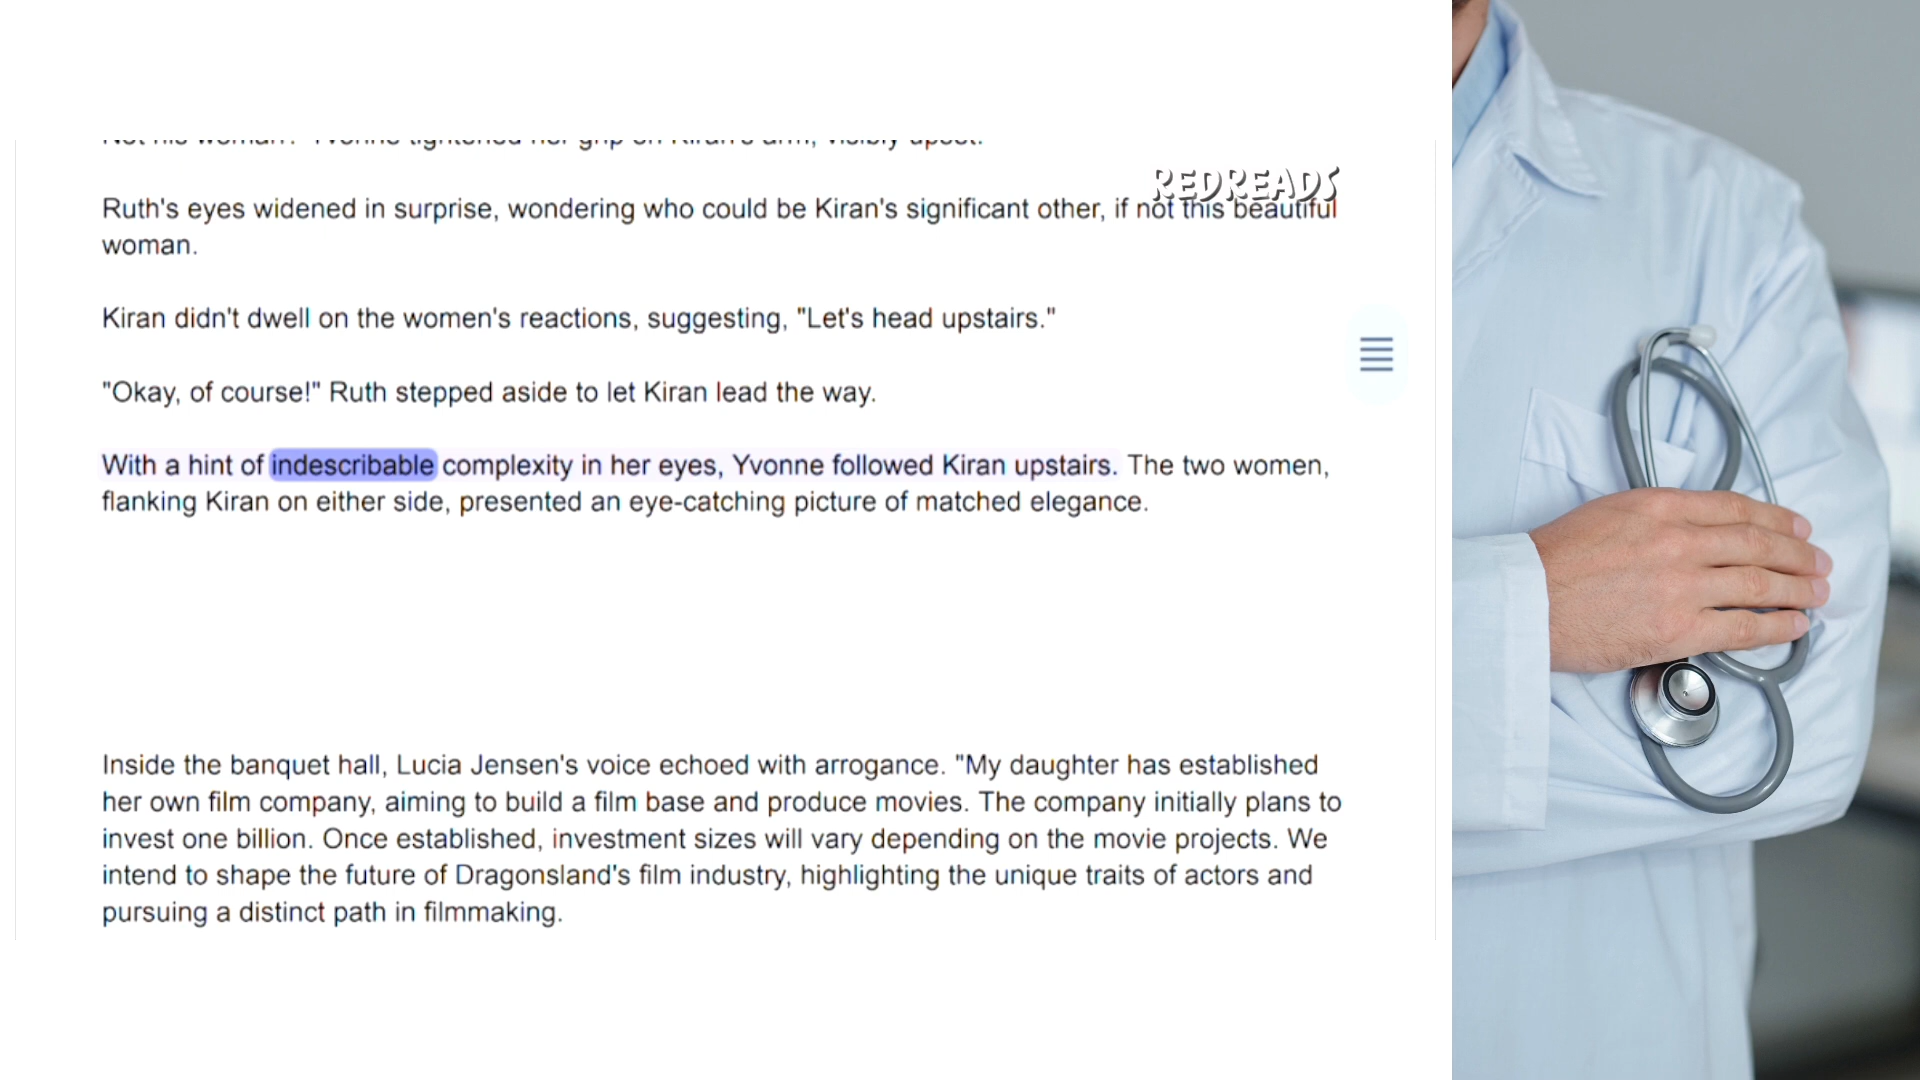 Not his woman?" Yvonne tightened her grip on Kiran's arm, visibly upset.
REDREADS
Ruth's eyes widened in surprise, wondering who could be Kiran's significant other, if not this beautiful
woman.
Kiran didn't dwell on the women's reactions, suggesting, "Let's head upstairs."
"Okay, of course!" Ruth stepped aside to let Kiran lead the way.
With a hint of indescribable complexity in her eyes, Yvonne followed Kiran upstairs. The two women,
flanking Kiran on either side, presented an eye-catching picture of matched elegance.
Inside the banquet hall, Lucia Jensen's voice echoed with arrogance. "My daughter has established
her own film company, aiming to build a film base and produce movies. The company initially plans to
invest one billion. Once established, investment sizes will vary depending on the movie projects. We
intend to shape the future of Dragonsland's film industry, highlighting the unique traits of actors and
pursuing a distinct path in filmmaking.